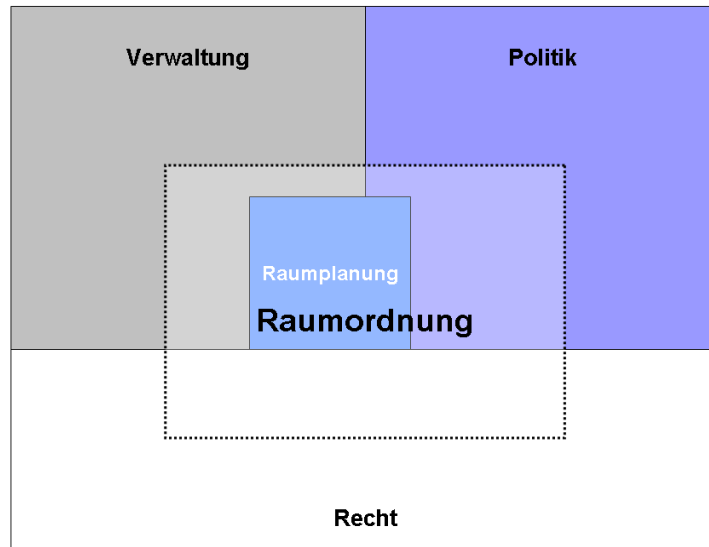 Verwaltung
Politik
Raumplanung
Raumordnung
Recht